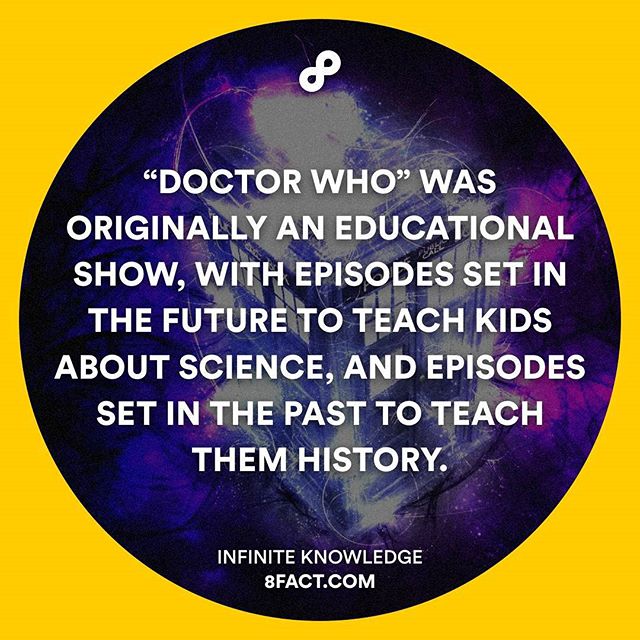 “DOCTOR WHO” WAS
ORIGINALLY AN EDUCATIONAL
SHOW, WITH EPISODES SET IN
THE FUTURE TO TEACH KIDS
ABOUT SCIENCE, AND EPISODES
SET IN THE PAST TO TEACH
THEM HISTORY.
INFINITE KNOWLEDGE
8FACT.COM